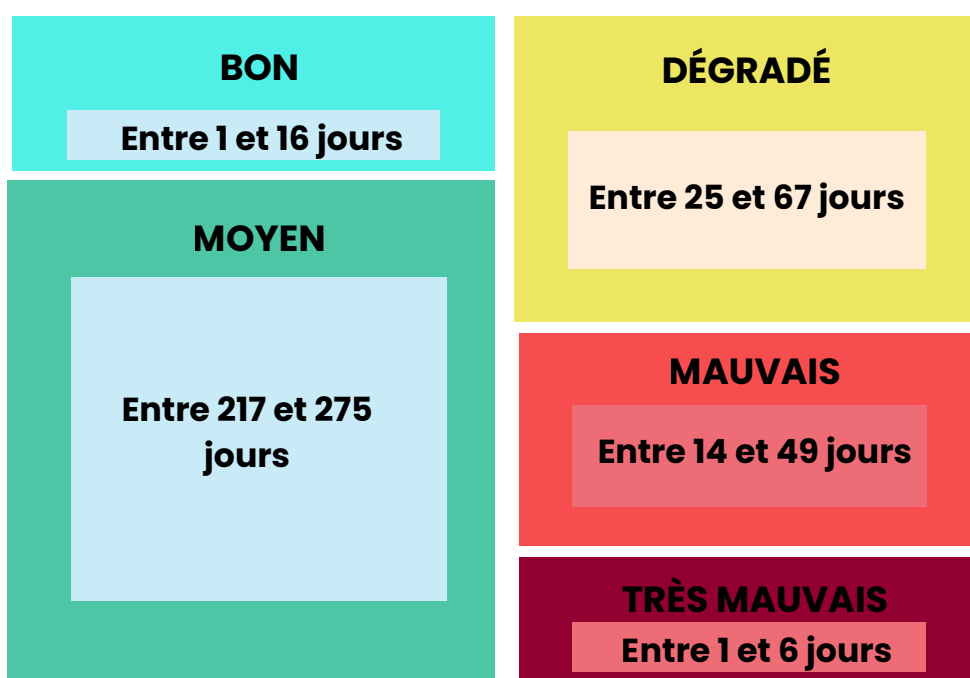 BON
Entre 1 et 16 jours
MOYEN
Entre 217 et 275
jours
DÉGRADÉ
Entre 25 et 67 jours
MAUVAIS
Entre 14 et 49 jours
TRÈS MAUVAIS
Entre 1 et 6 jours